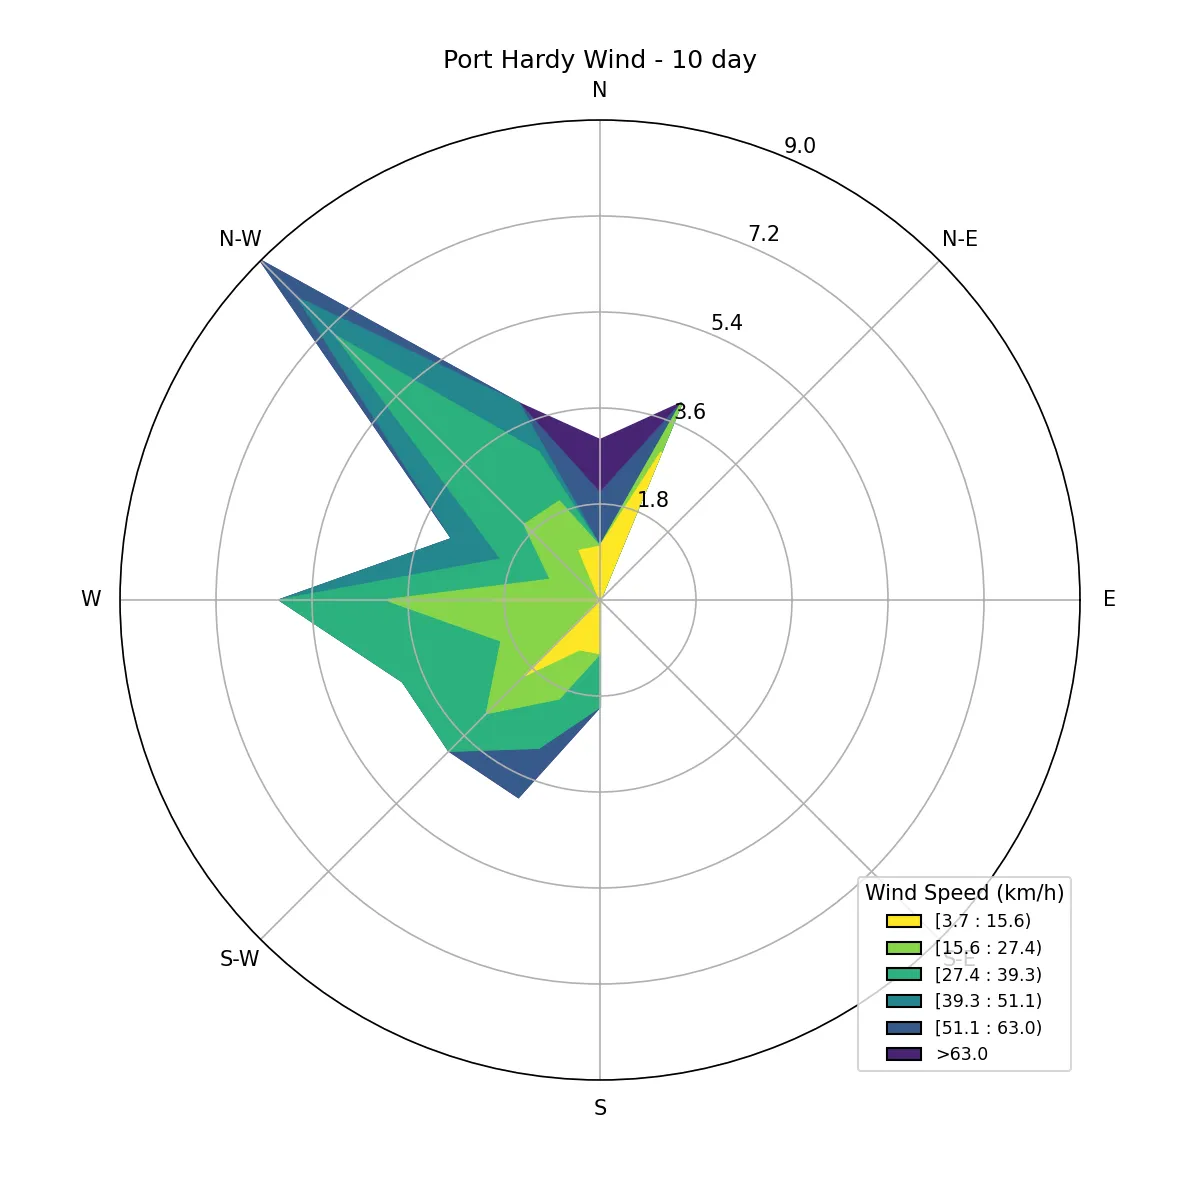 Port Hardy Wind - 10 day
N
9.0
N-W
N-E
7.2
5.4
3.6
1.8
W
E
S-W
S-E
Wind Speed (km/h)
[3.7 : 15.6)
[15.6 : 27.4)
[27.4 : 39.3)
[39.3 : 51.1)
[51.1 : 63.0)
>63.0
S